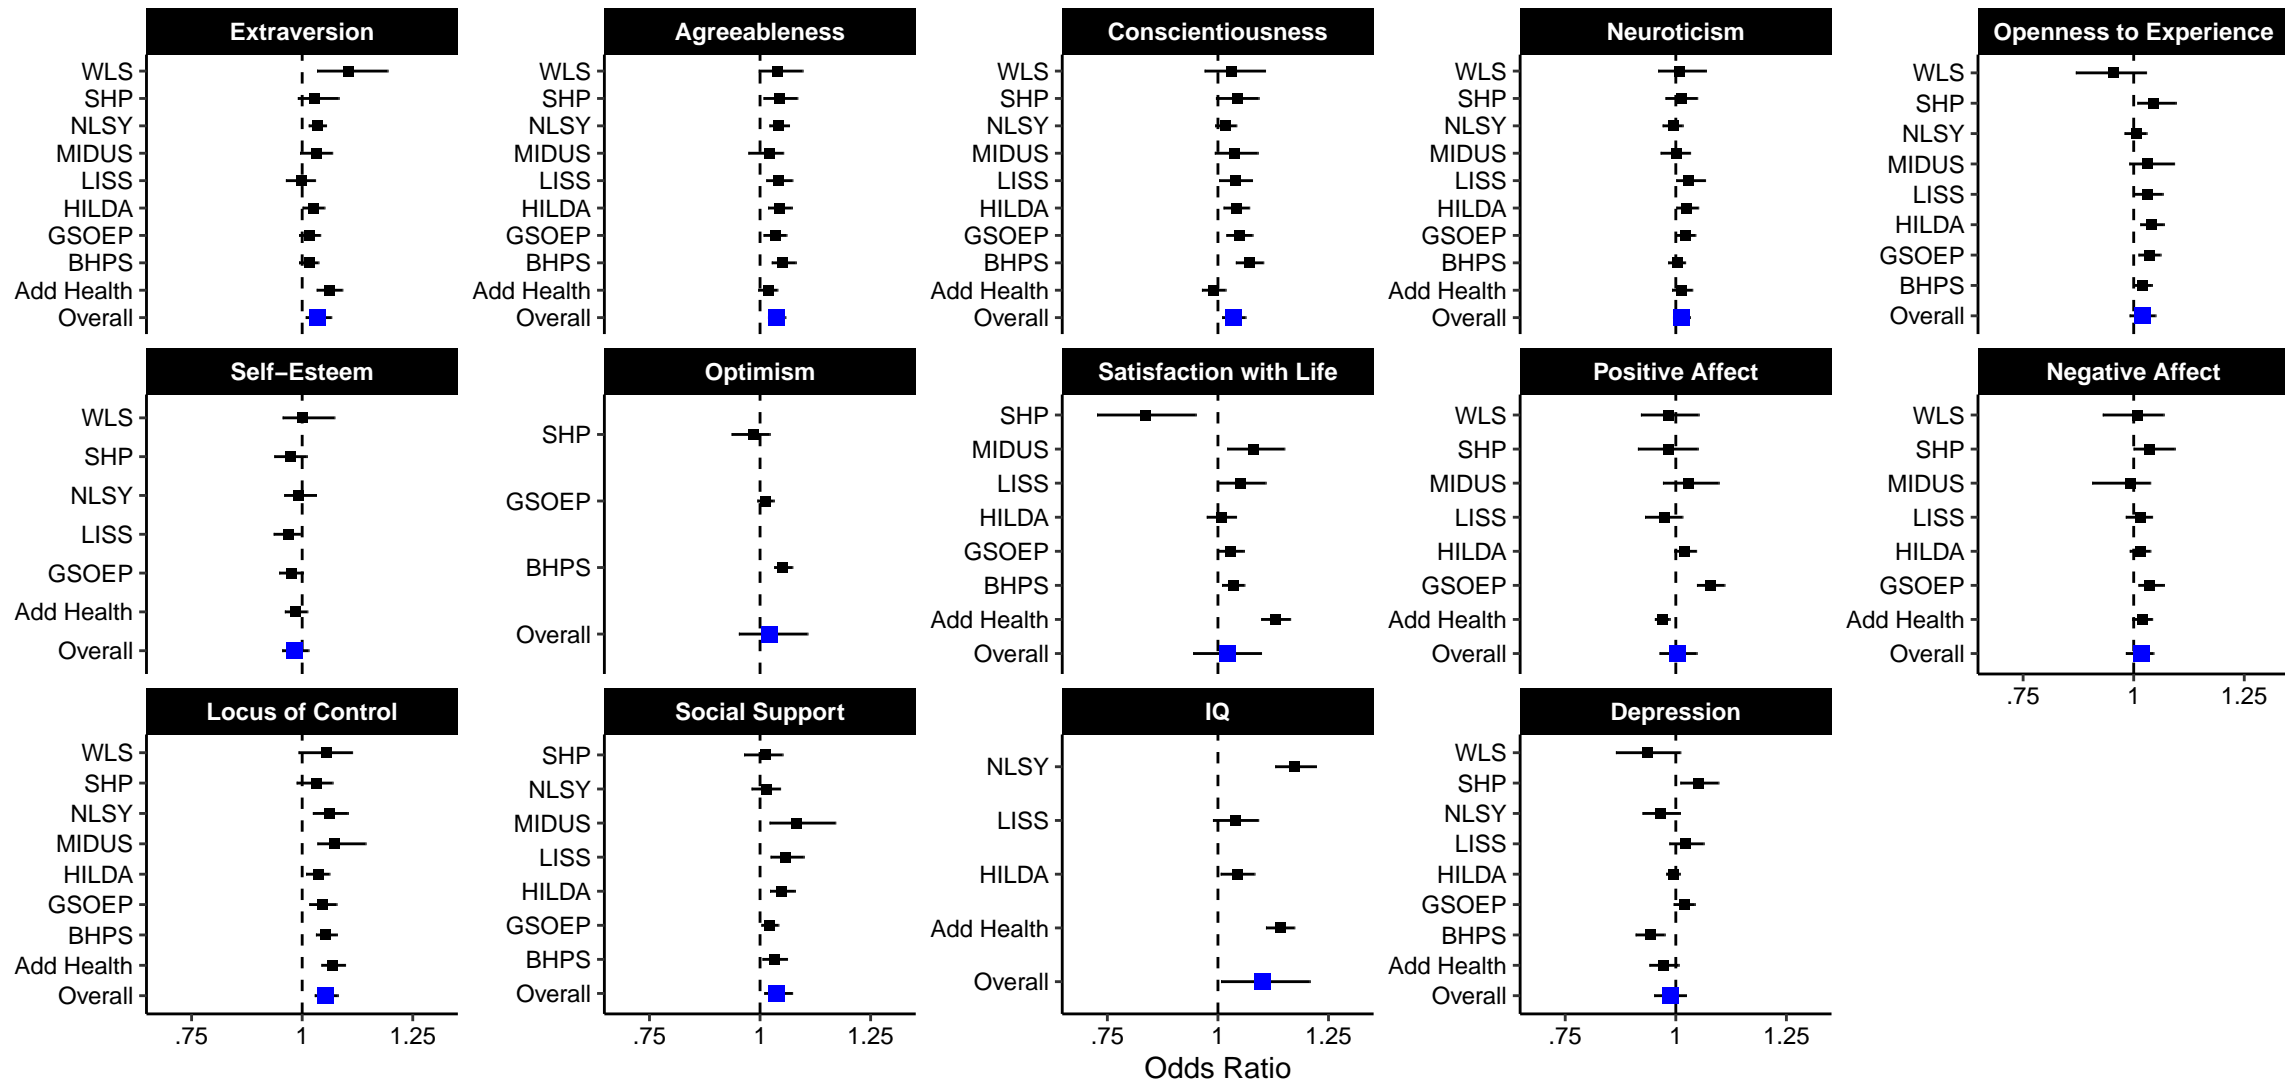 Extraversion
WLS
SHP
NLSY
MIDUS
LISS
HILDA
GSOEP
BHPS
Add Health
Overall
Agreeableness
WLS
SHP
NLSY
MIDUS
LISS
HILDA
GSOEP
BHPS
Add Health
Overall
Conscientiousness
WLS
SHP
NLSY
MIDUS
LISS
HILDA
GSOEP
BHPS
Add Health
Overall
Neuroticism
WLS
SHP
NLSY
MIDUS
LISS
HILDA
GSOEP
BHPS
Add Health
Overall
Openness to Experience
WLS
SHP
NLSY
MIDUS
LISS
HILDA
GSOEP
BHPS
Overall
Self−Esteem
WLS
SHP
NLSY
LISS
GSOEP
Add Health
Overall
Optimism
SHP
GSOEP
BHPS
Overall
Satisfaction with Life
SHP
MIDUS
LISS
HILDA
GSOEP
BHPS
Add Health
Overall
Positive Affect
WLS
SHP
MIDUS
LISS
HILDA
GSOEP
Add Health
Overall
Negative Affect
WLS
SHP
MIDUS
LISS
HILDA
GSOEP
Add Health
Overall
.75 1 1.25
Locus of Control
WLS
SHP
NLSY
MIDUS
HILDA
GSOEP
BHPS
Add Health
Overall
.75 1 1.25
Social Support
SHP
NLSY
MIDUS
LISS
HILDA
GSOEP
BHPS
Overall
.75 1 1.25
IQ
NLSY
LISS
HILDA
Add Health
Overall
.75 1 1.25
Depression
WLS
SHP
NLSY
LISS
HILDA
GSOEP
BHPS
Add Health
Overall
.75 1 1.25
Odds Ratio